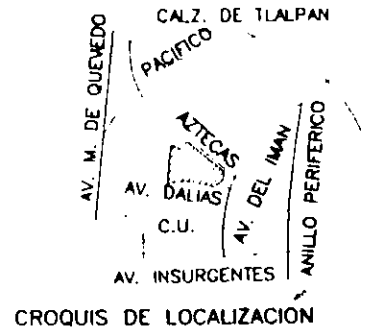 CALZ. DE TLALPAN
AV. M. DE QUEVEDO
PACIFICO
AZTECAS
AV. DALIAS
C.U.
AV. DEL IMAN
ANILLO PERIFERICO
AV. INSURGENTES
CROQUIS DE LOCALIZACION